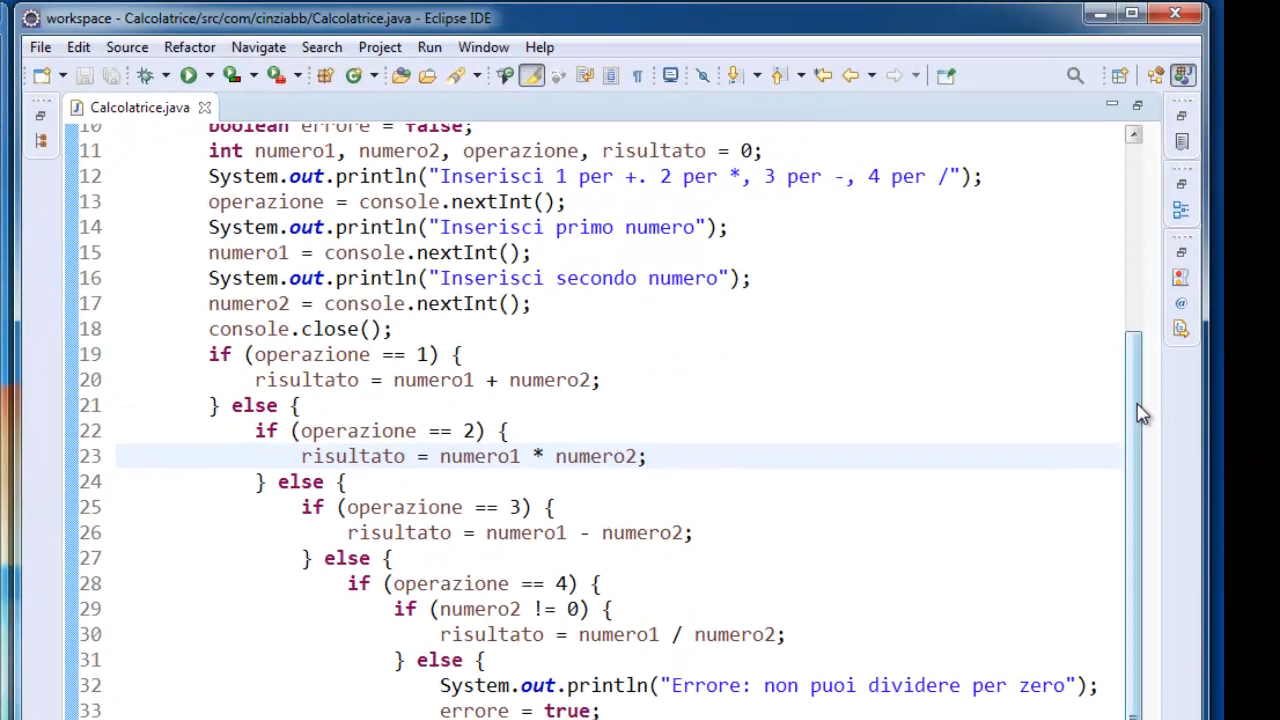 workspace - Calcolatrice/src/com/cinziabb/Calcolatrice.java - Eclipse IDE
File Edit Source Refactor Navigate Search Project Run Window Help
Calcolatrice.java
10 boolean errore = false;
11 int numero1, numero2, operazione, risultato = 0;
12 System.out.println("Inserisci 1 per +. 2 per *, 3 per -, 4 per /");
13 operazione = console.nextInt();
14 System.out.println("Inserisci primo numero");
15 numero1 = console.nextInt();
16 System.out.println("Inserisci secondo numero");
17 numero2 = console.nextInt();
18 console.close();
19 if (operazione == 1) {
20 risultato = numero1 + numero2;
21 } else {
22 if (operazione == 2) {
23 risultato = numero1 * numero2;
24 } else {
25 if (operazione == 3) {
26 risultato = numero1 - numero2;
27 } else {
28 if (operazione == 4) {
29 if (numero2 != 0) {
30 risultato = numero1 / numero2;
31 } else {
32 System.out.println("Errore: non puoi dividere per zero");
33 errore = true;